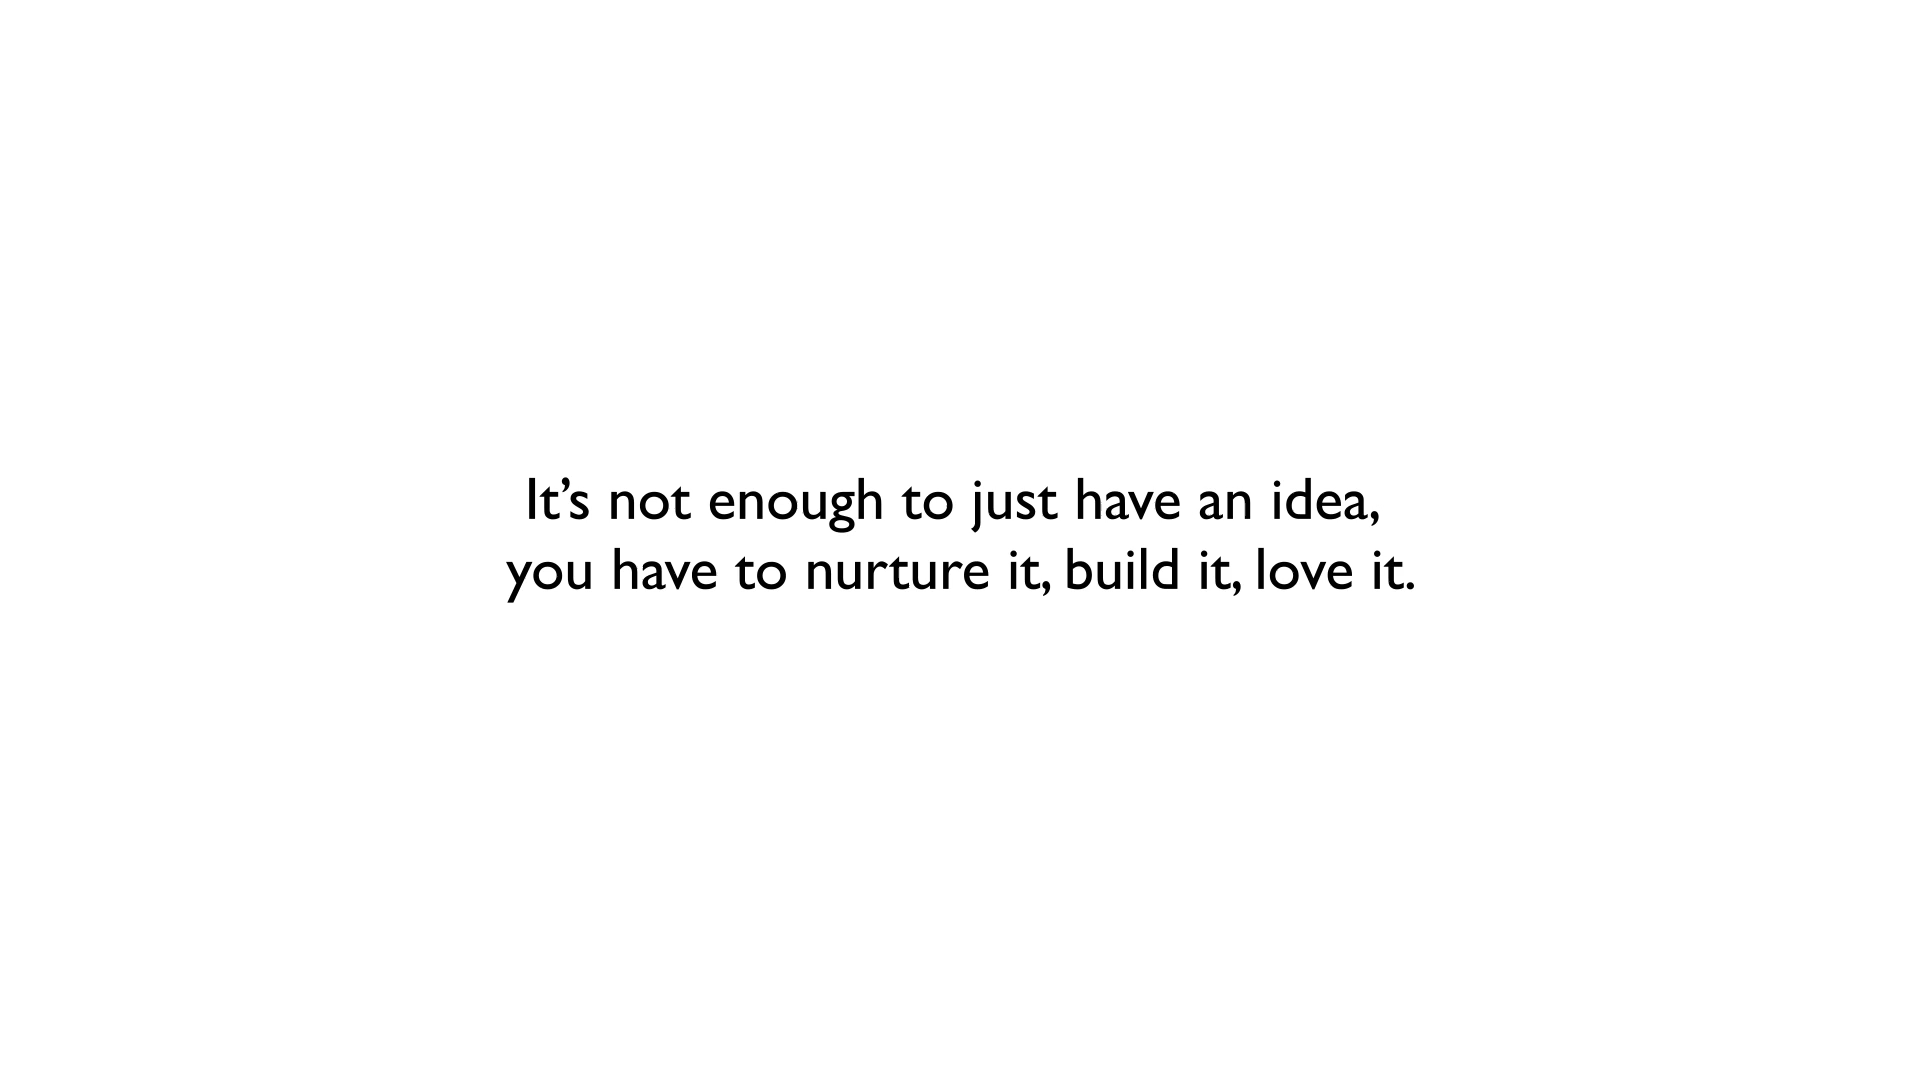 It’s not enough to just have an idea,
you have to nurture it, build it, love it.